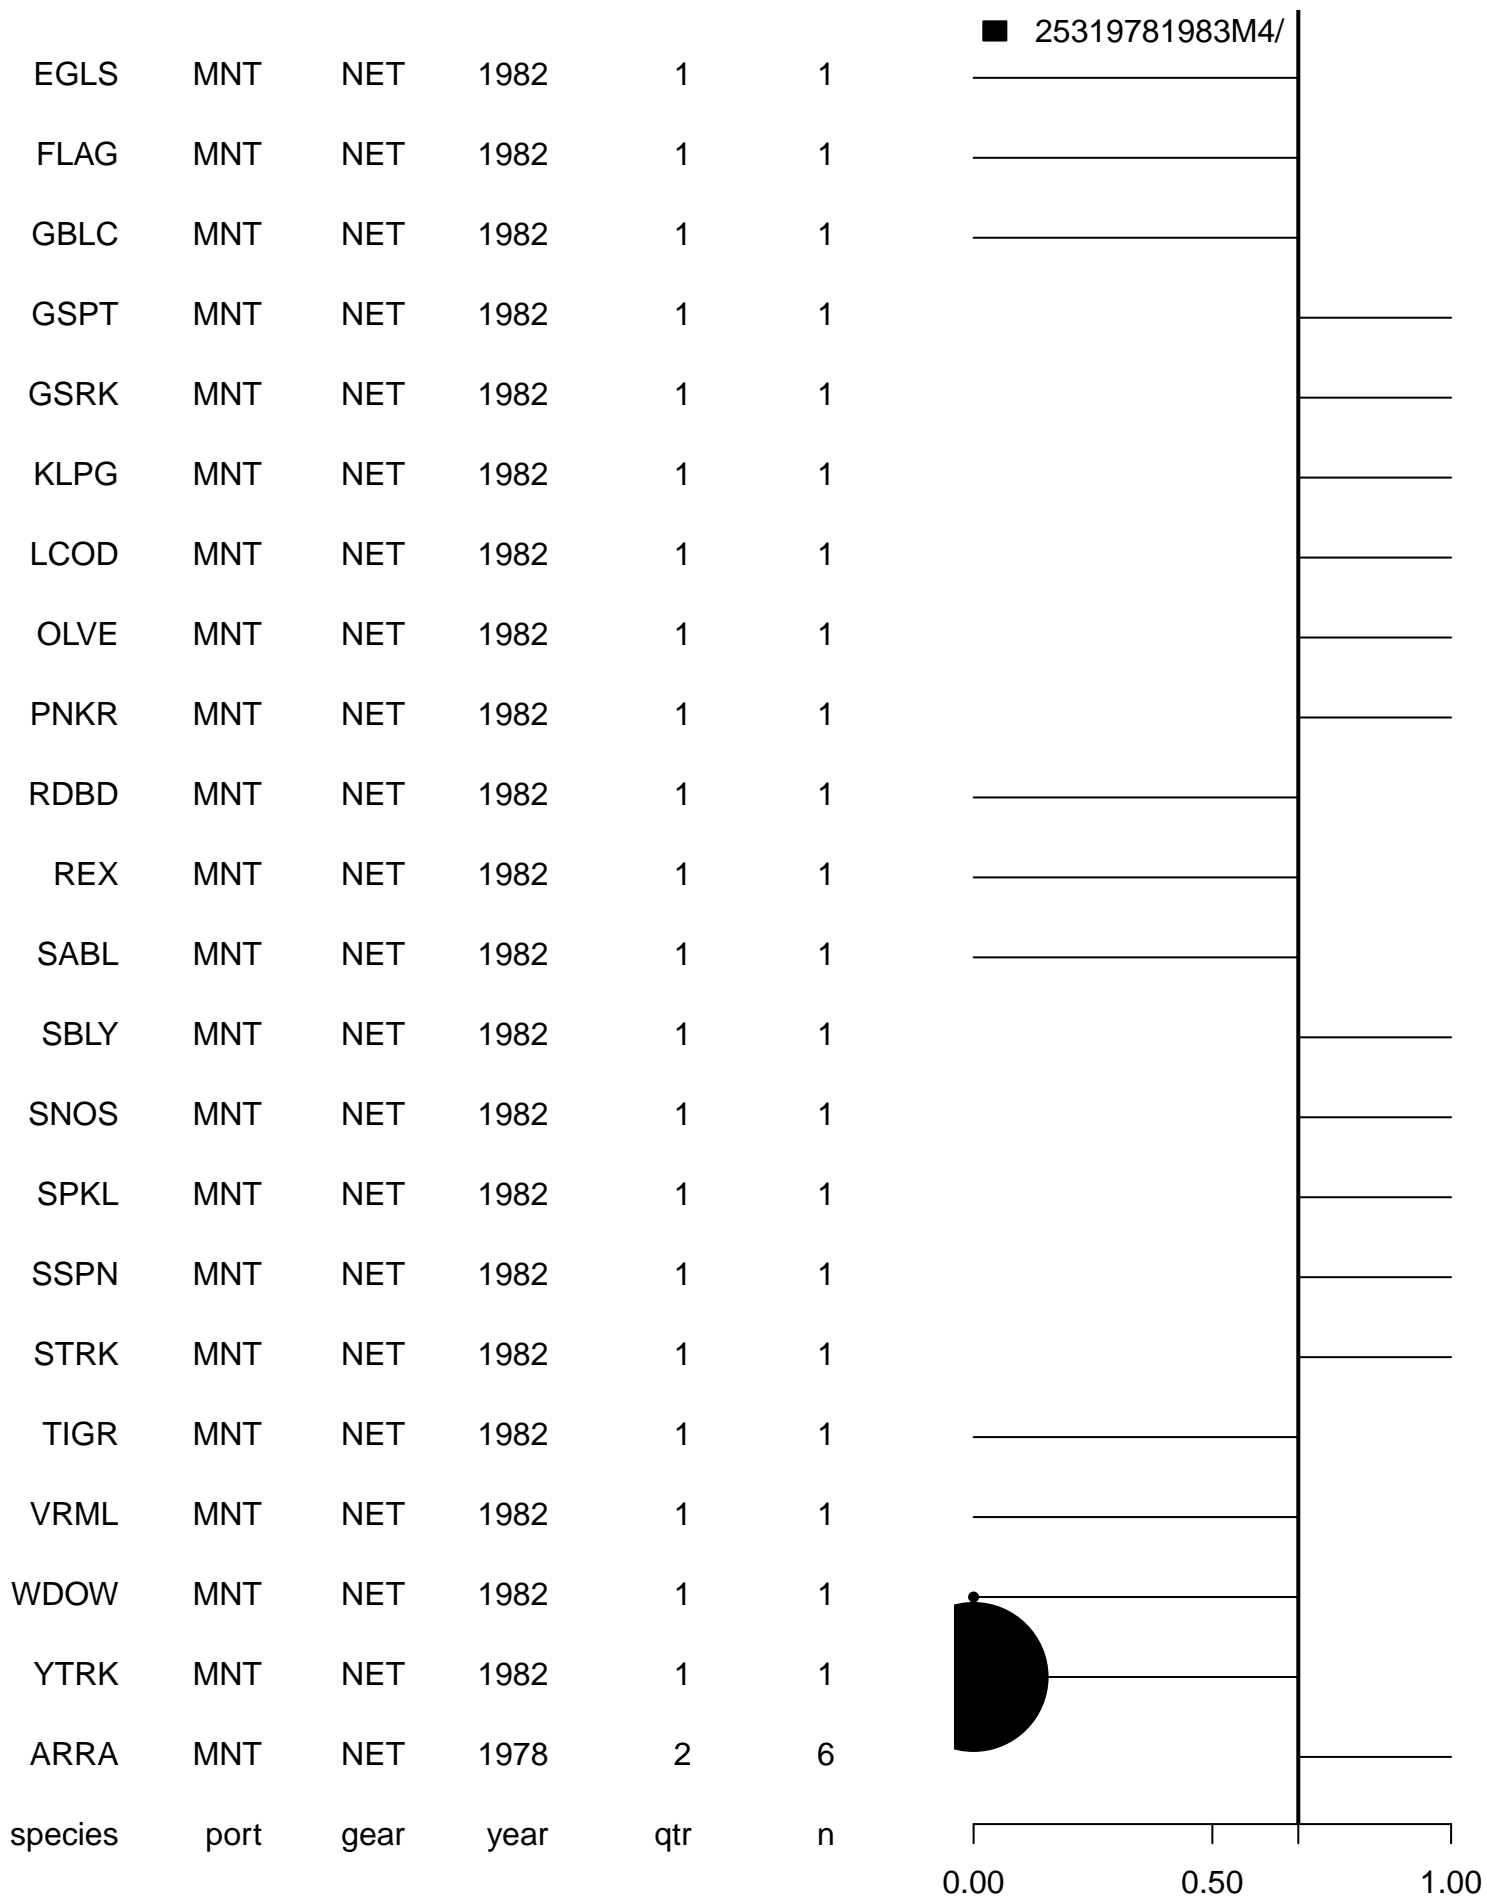 25319781983M4/
EGLS MNT NET 1982 1 1
FLAG MNT NET 1982 1 1
GBLC MNT NET 1982 1 1
GSPT MNT NET 1982 1 1
GSRK MNT NET 1982 1 1
KLPG MNT NET 1982 1 1
LCOD MNT NET 1982 1 1
OLVE MNT NET 1982 1 1
PNKR MNT NET 1982 1 1
RDBD MNT NET 1982 1 1
REX MNT NET 1982 1 1
SABL MNT NET 1982 1 1
SBLY MNT NET 1982 1 1
SNOS MNT NET 1982 1 1
SPKL MNT NET 1982 1 1
SSPN MNT NET 1982 1 1
STRK MNT NET 1982 1 1
TIGR MNT NET 1982 1 1
VRML MNT NET 1982 1 1
WDOW MNT NET 1982 1 1
YTRK MNT NET 1982 1 1
ARRA MNT NET 1978 2 6
species port gear year qtr n
0.00 0.50 1.00